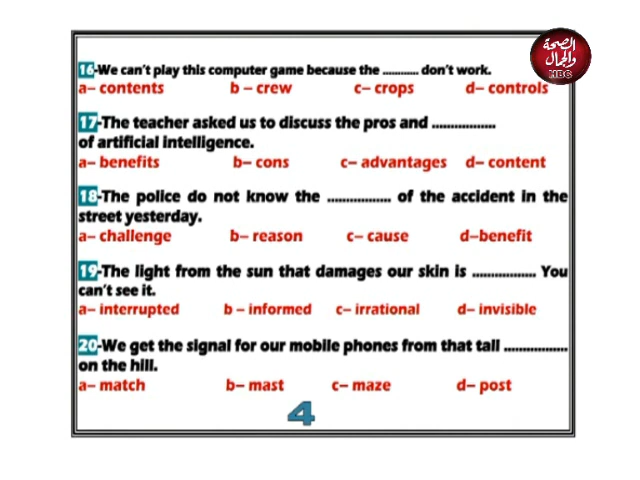 الصحة
والجمال
HBC
16-We can't play this computer game because the ........... don't work.
a– contents b – crew c– crops d– controls
17-The teacher asked us to discuss the pros and ................
of artificial intelligence.
a– benefits b– cons c– advantages d– content
18-The police do not know the ................ of the accident in the
street yesterday.
a– challenge b– reason c– cause d–benefit
19-The light from the sun that damages our skin is ................ You
can't see it.
a– interrupted b – informed c– irrational d– invisible
20-We get the signal for our mobile phones from that tall ................
on the hill.
a– match b– mast c– maze d– post
4